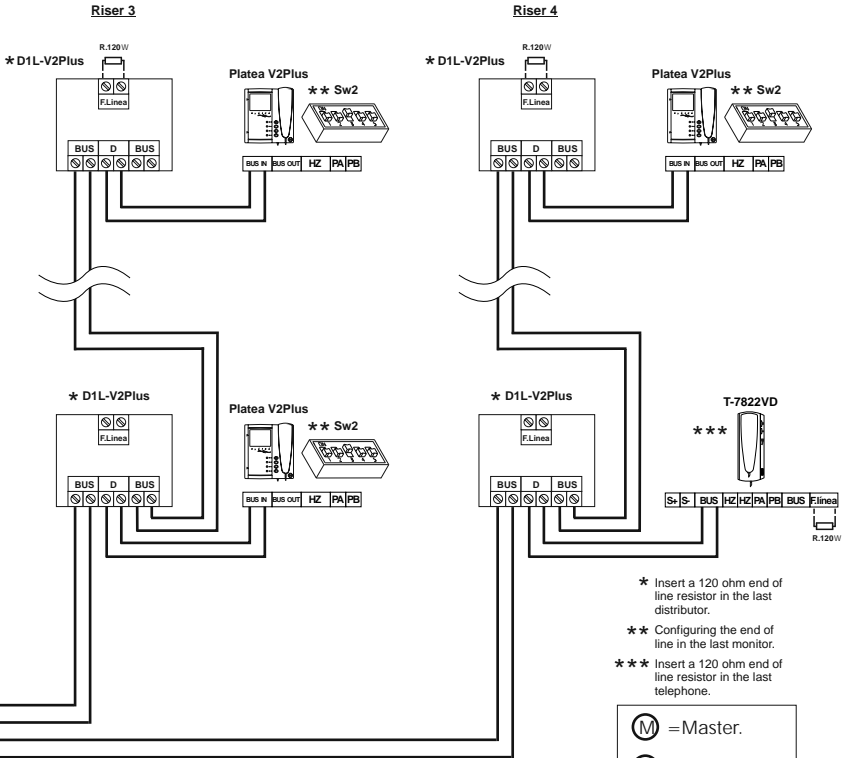 Riser 3
Riser 4
R.120W
R.120W
* D1L-V2Plus
* D1L-V2Plus
Platea V2Plus
Platea V2Plus
** Sw2
** Sw2
F.Linea
F.Linea
BUS D BUS
BUS D BUS
BUS IN BUS OUT HZ PA PB
BUS IN BUS OUT HZ PA PB
* D1L-V2Plus
* D1L-V2Plus
Platea V2Plus
T-7822VD
** Sw2
***
F.Linea
F.Linea
BUS D BUS
BUS D BUS
BUS IN BUS OUT HZ PA PB
S+ S- BUS HZ HZ PA PB BUS F.línea
R.120W
* Insert a 120 ohm end of
line resistor in the last
distributor.
** Configuring the end of
line in the last monitor.
*** Insert a 120 ohm end of
line resistor in the last
telephone.
M =Master.